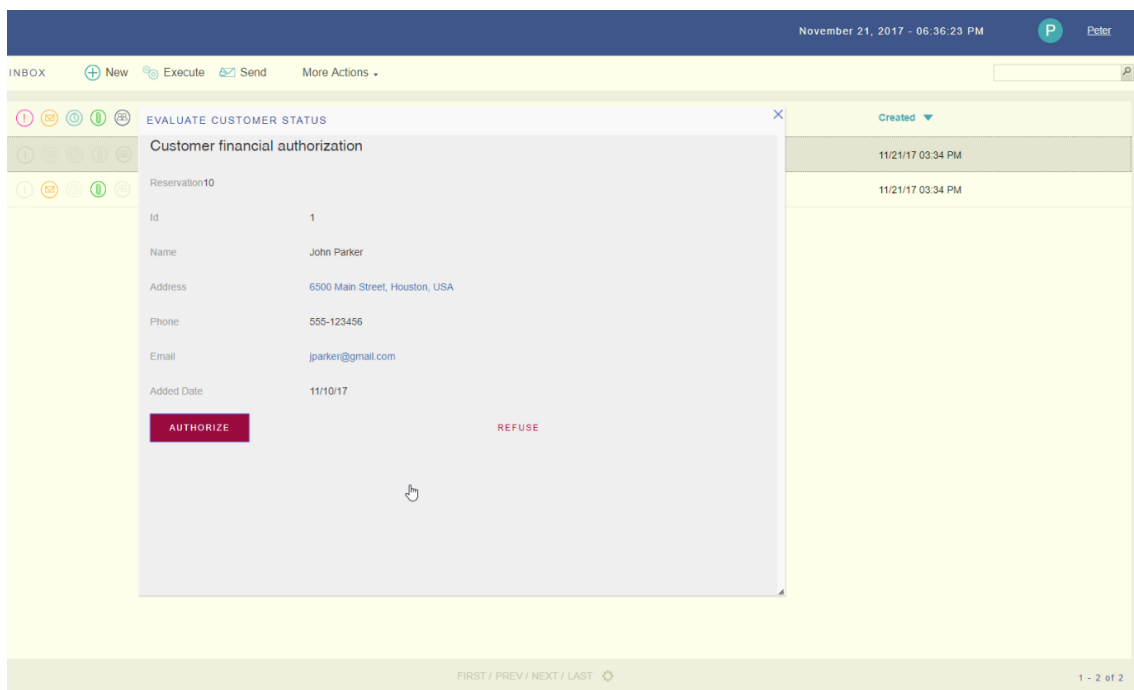 November 21, 2017 - 06:36:23 PM P Peter
INBOX New Execute Send More Actions
EVALUATE CUSTOMER STATUS
Created
Customer financial authorization
11/21/17 03:34 PM
Reservation10
11/21/17 03:34 PM
Id 1
Name John Parker
Address 6500 Main Street, Houston, USA
Phone 555-123456
Email jparker@gmail.com
Added Date 11/10/17
AUTHORIZE REFUSE
FIRST / PREV / NEXT / LAST
1 - 2 of 2